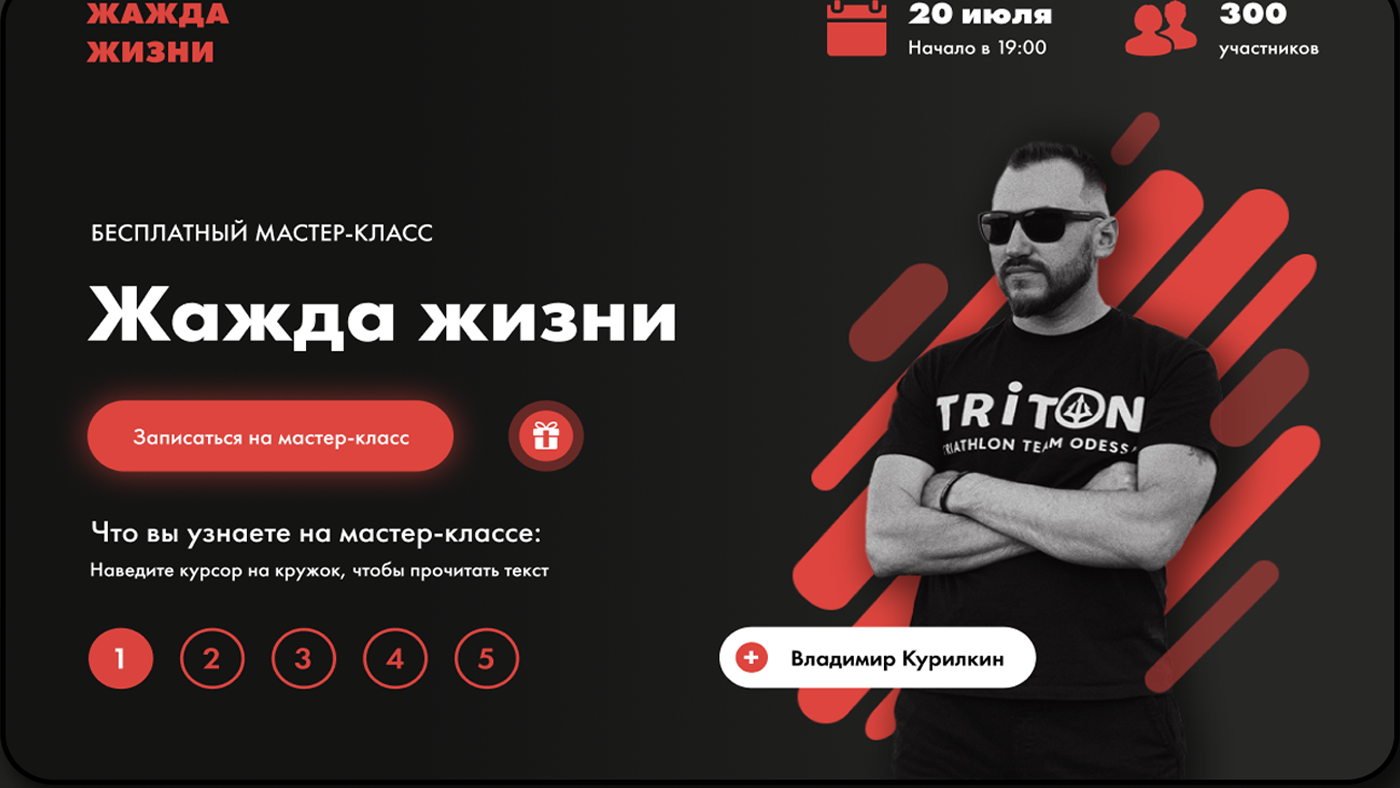 ЖАЖДА
ЖИЗНИ
20 июля
Начало в 19:00
300
участников
БЕСПЛАТНЫЙ МАСТЕР-КЛАСС
Жажда жизни
Записаться на мастер-класс
TRITON
TRIATHLON TEAM ODESSA
Что вы узнаете на мастер-классе:
Наведите курсор на кружок, чтобы прочитать текст
1 2 3 4 5
Владимир Курилкин